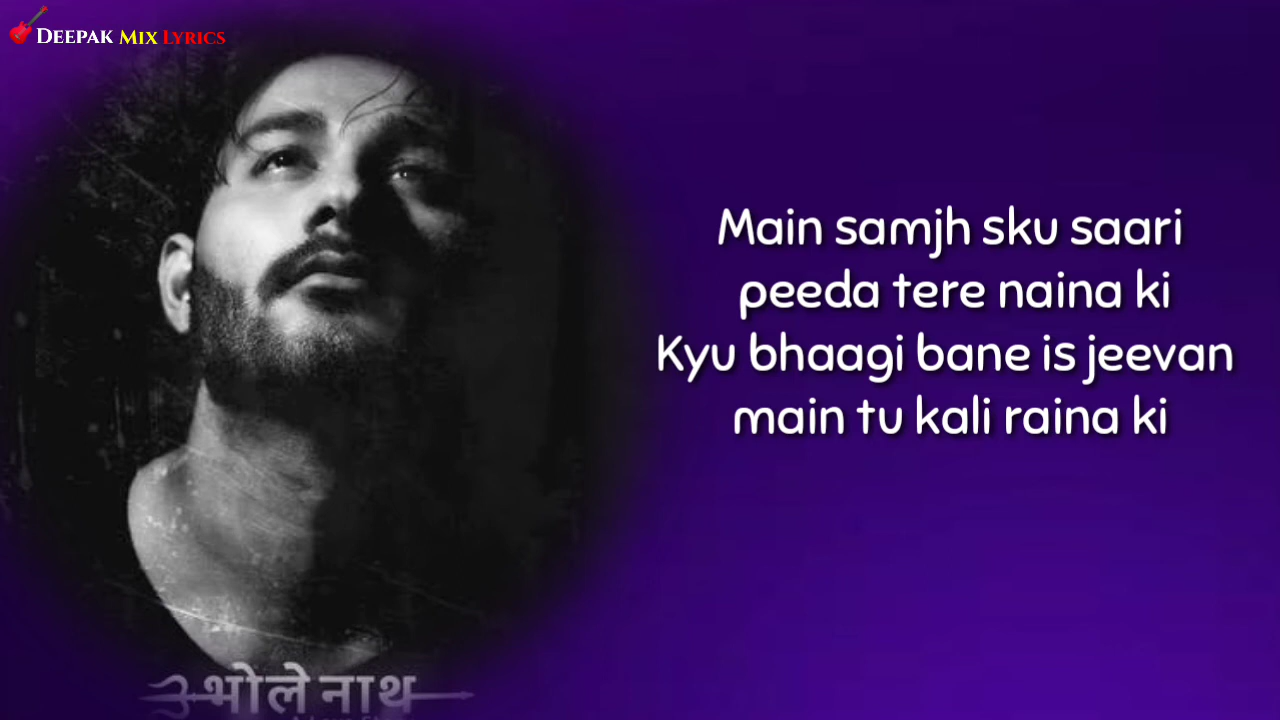 Deepak Mix Lyrics
Main samjh sku saari
peeda tere naina ki
Kyu bhaagi bane is jeevan
main tu kali raina ki
भोले नाथ